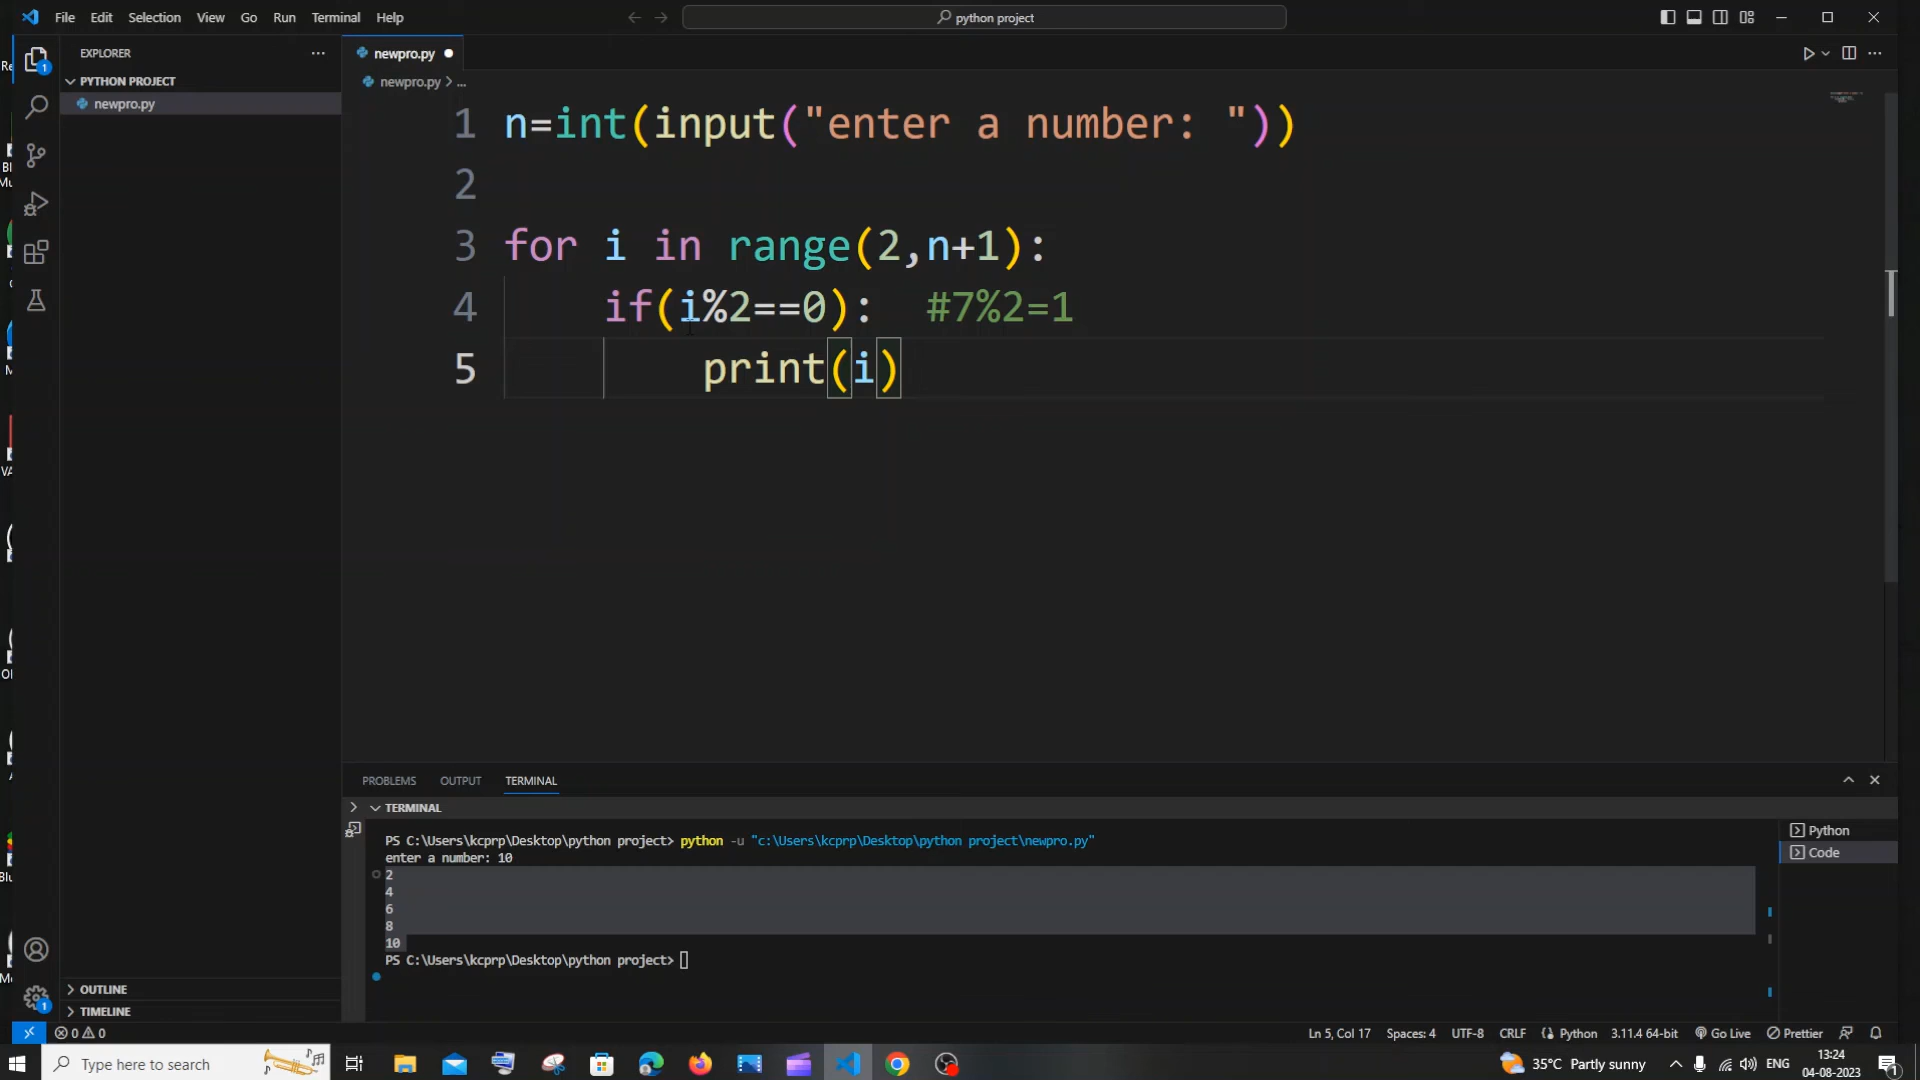 File Edit Selection View Go Run Terminal Help
python project
EXPLORER
PYTHON PROJECT
newpro.py
newpro.py
newpro.py > ...
1 n=int(input("enter a number: "))
2
3 for i in range(2,n+1):
4 if(i%2==0): #7%2=1
5 print(i)
PROBLEMS OUTPUT TERMINAL
TERMINAL
PS C:\Users\kcprp\Desktop\python project> python -u "c:\Users\kcprp\Desktop\python project\newpro.py"
enter a number: 10
2
4
6
8
10
PS C:\Users\kcprp\Desktop\python project>
Python
Code
OUTLINE
TIMELINE
1
1
0 0
Ln 5, Col 17 Spaces: 4 UTF-8 CRLF Python 3.11.4 64-bit Go Live Prettier
Type here to search
35°C Partly sunny
ENG
13:24
04-08-2023
1